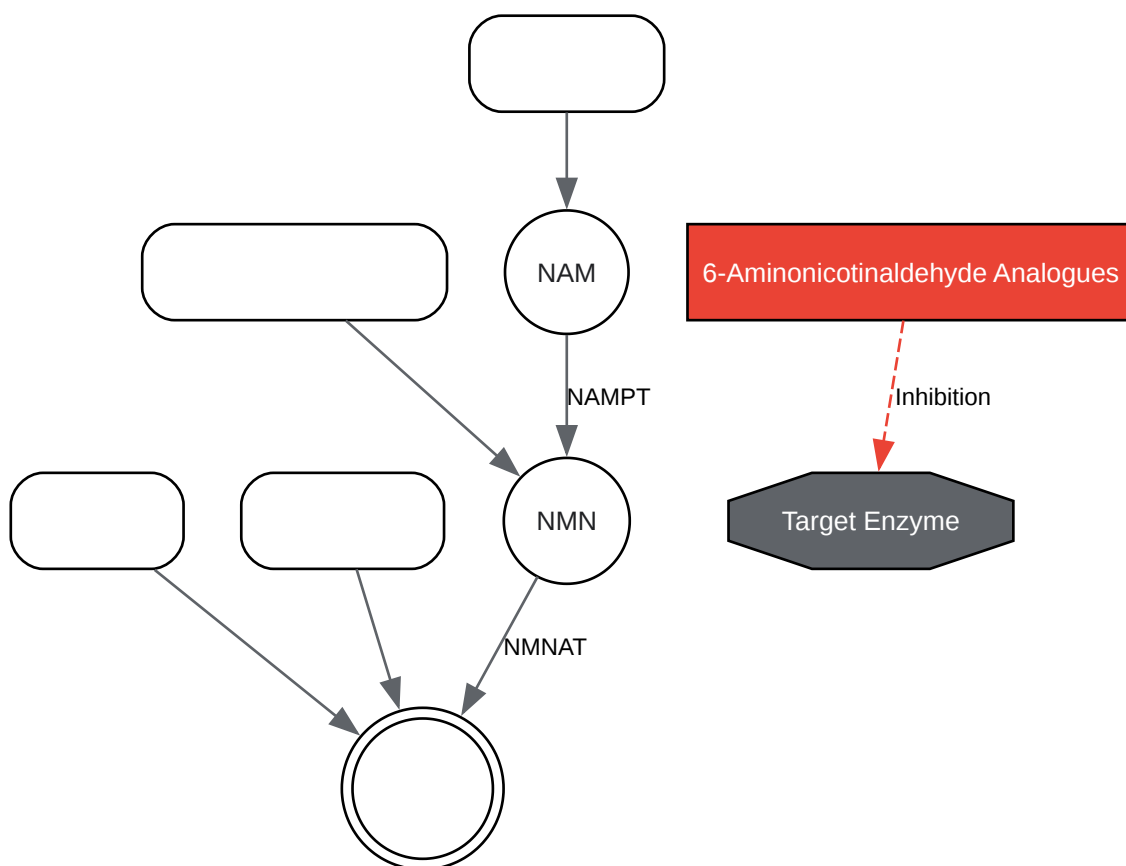 NAM
6-Aminonicotinaldehyde Analogues
NAMPT
Inhibition
NMN
Target Enzyme
NMNAT